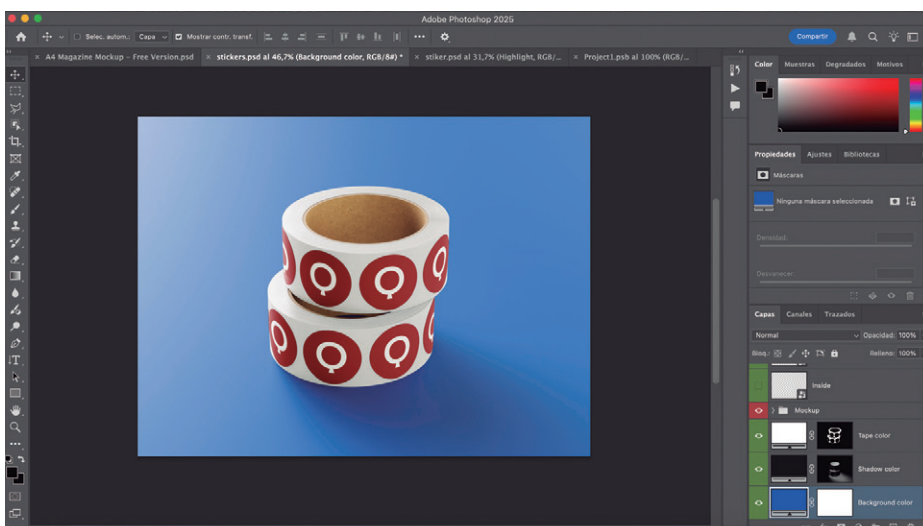 Adobe Photoshop 2025
Selec. autom.: Capa Mostrar contr. transf. Compartir
× A4 Magazine Mockup – Free Version.psd × stickers.psd al 46,7% (Background color, RGB/8#) * × stiker.psd al 31,7% (Highlight, RGB/... × Project1.psb al 100% (RGB/...
Color Muestras Degradados Motivos
Propiedades Ajustes Bibliotecas
Máscaras
Ninguna máscara seleccionada
Densidad:
Desvanecer:
Capas Canales Trazados
Normal Opacidad: 100%
Bloq.: Relleno: 100%
Inside
Mockup
Tape color
Shadow color
Background color